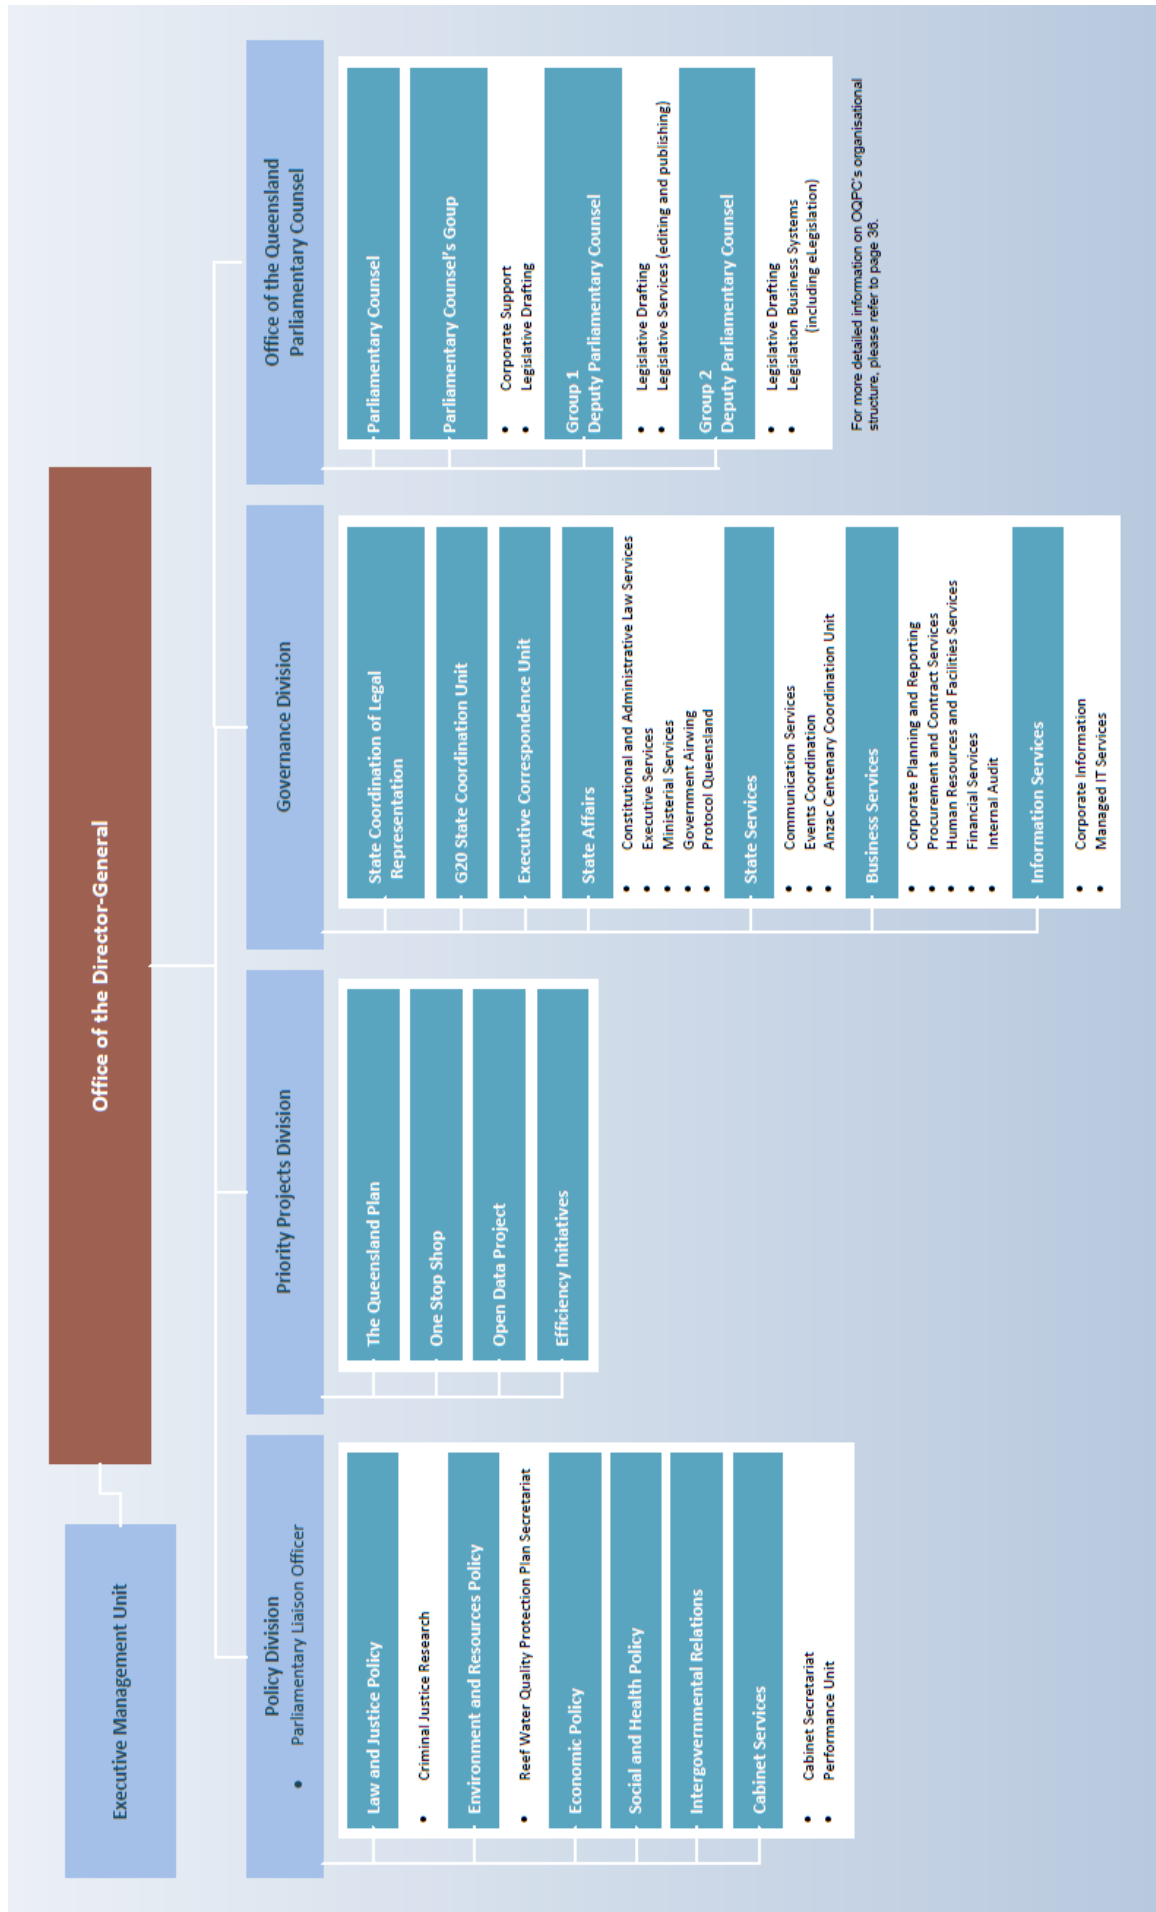 Office of the Director-General
Executive Management Unit
Policy Division
• Parliamentary Liaison Officer
Law and Justice Policy
• Criminal Justice Research
Environment and Resources Policy
• Reef Water Quality Protection Plan Secretariat
Economic Policy
Social and Health Policy
Intergovernmental Relations
Cabinet Services
• Cabinet Secretariat
• Performance Unit
Priority Projects Division
The Queensland Plan
One Stop Shop
Open Data Project
Efficiency Initiatives
Governance Division
State Coordination of Legal
Representation
G20 State Coordination Unit
Executive Correspondence Unit
State Affairs
• Constitutional and Administrative Law Services
• Executive Services
• Ministerial Services
• Government Airwing
• Protocol Queensland
State Services
• Communication Services
• Events Coordination
• Anzac Centenary Coordination Unit
Business Services
• Corporate Planning and Reporting
• Procurement and Contract Services
• Human Resources and Facilities Services
• Financial Services
• Internal Audit
Information Services
• Corporate Information
• Managed IT Services
Office of the Queensland
Parliamentary Counsel
Parliamentary Counsel
Parliamentary Counsel's Goup
• Corporate Support
• Legislative Drafting
Group 1
Deputy Parliamentary Counsel
• Legislative Drafting
• Legislative Services (editing and publishing)
Group 2
Deputy Parliamentary Counsel
• Legislative Drafting
• Legislation Business Systems
(including eLegislation)
For more detailed information on OQPC's organisational
structure, please refer to page 36.